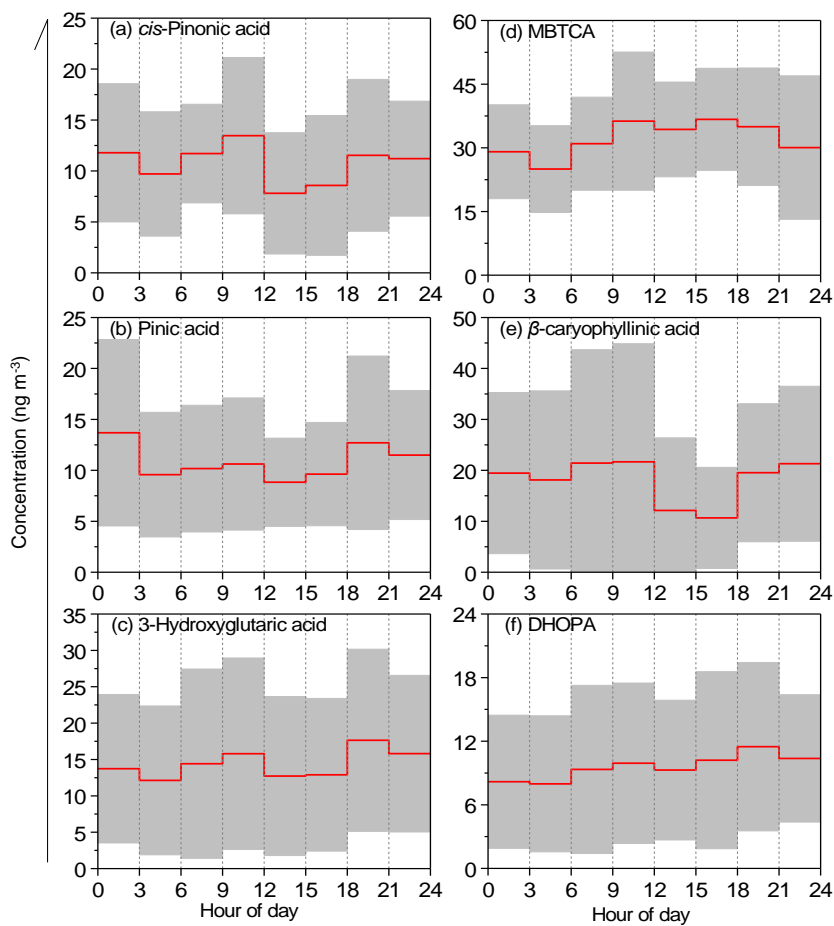 Concentration (ng m⁻³)
(a) cis-Pinonic acid
25
20
15
10
5
0
0 3 6 9 12 15 18 21 24
(b) Pinic acid
25
20
15
10
5
0
0 3 6 9 12 15 18 21 24
(c) 3-Hydroxyglutaric acid
35
30
25
20
15
10
5
0
0 3 6 9 12 15 18 21 24
Hour of day
(d) MBTCA
60
45
30
15
0
0 3 6 9 12 15 18 21 24
(e) β-caryophyllinic acid
50
40
30
20
10
0
0 3 6 9 12 15 18 21 24
(f) DHOPA
24
18
12
6
0
0 3 6 9 12 15 18 21 24
Hour of day